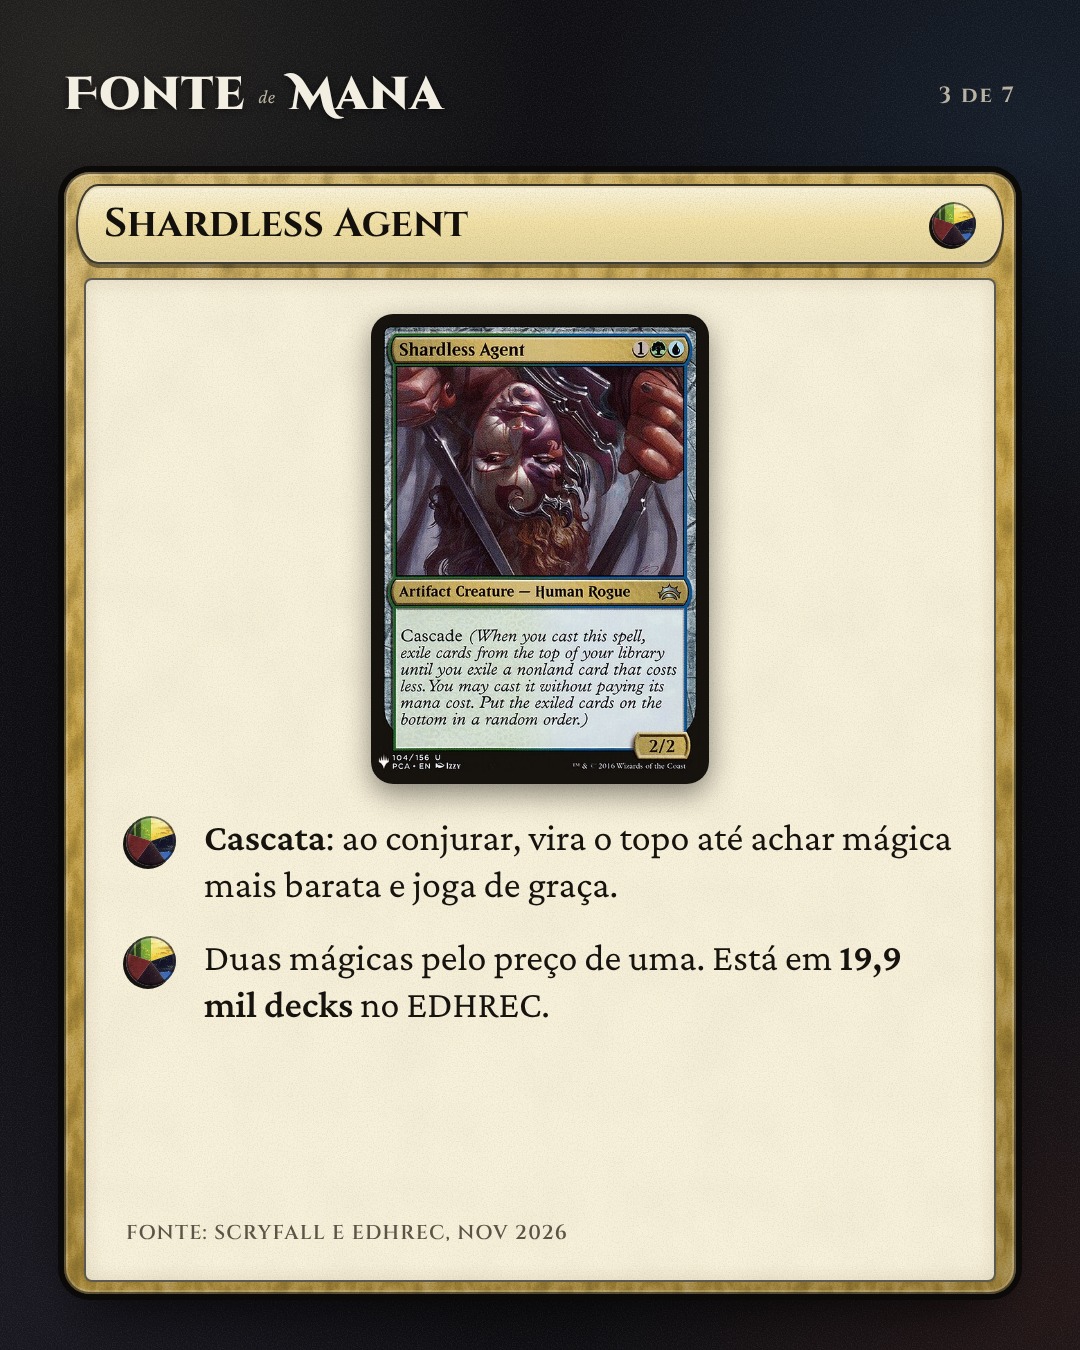 FONTE de MANA
3 DE 7
SHARDLESS AGENT
Shardless Agent 1
Artifact Creature — Human Rogue
Cascade (When you cast this spell,
exile cards from the top of your library
until you exile a nonland card that costs
less. You may cast it without paying its
mana cost. Put the exiled cards on the
bottom in a random order.)
2/2
104/156 U
PCA • EN Izzy
™ & © 2016 Wizards of the Coast
Cascata: ao conjurar, vira o topo até achar mágica
mais barata e joga de graça.
Duas mágicas pelo preço de uma. Está em 19,9
mil decks no EDHREC.
FONTE: SCRYFALL E EDHREC, NOV 2026